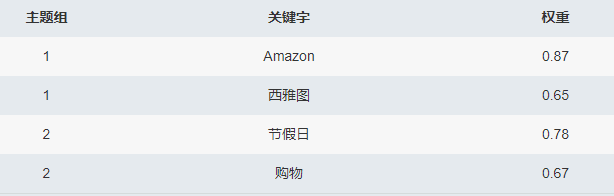 主题组 关键字 权重
1 Amazon 0.87
1 西雅图 0.65
2 节假日 0.78
2 购物 0.67